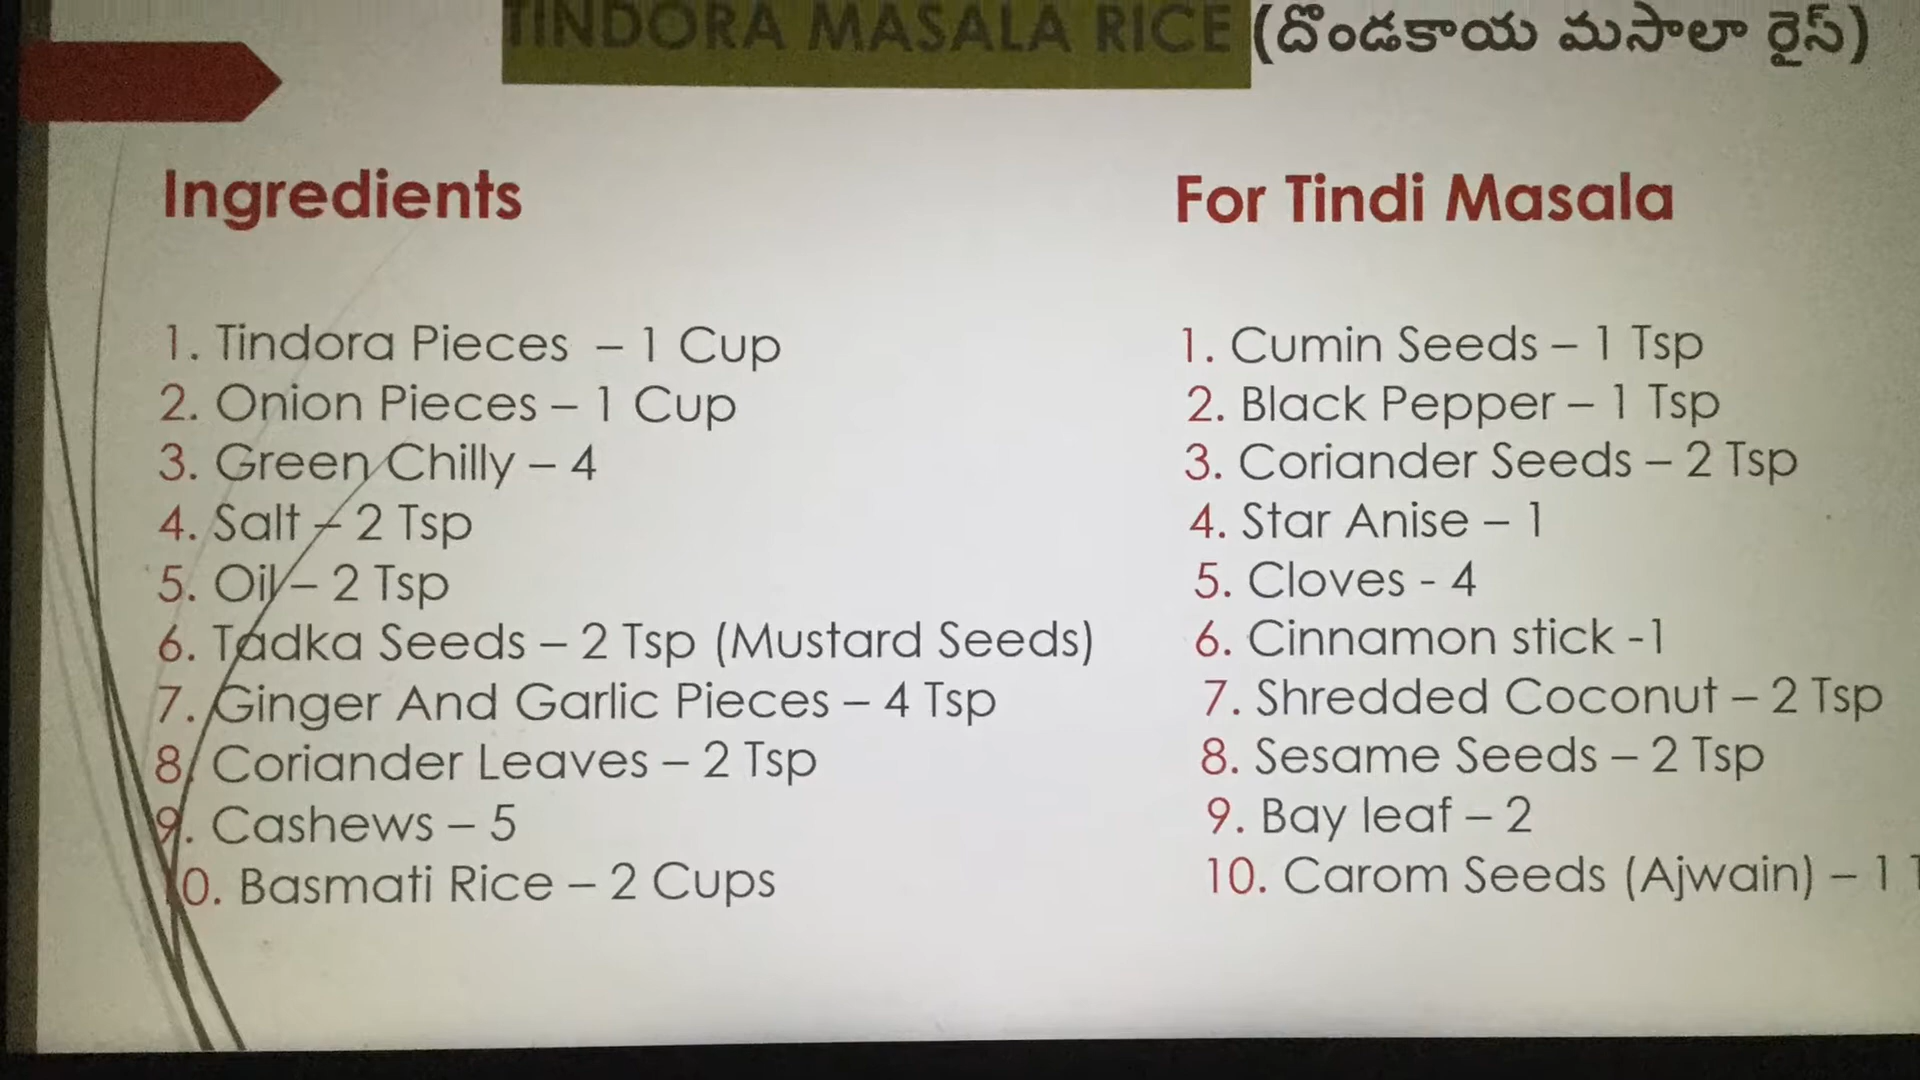 TINDORA MASALA RICE (దొండకాయ మసాలా రైస్)
Ingredients
1. Tindora Pieces – 1 Cup
2. Onion Pieces – 1 Cup
3. Green Chilly – 4
4. Salt – 2 Tsp
5. Oil – 2 Tsp
6. Tadka Seeds – 2 Tsp (Mustard Seeds)
7. Ginger And Garlic Pieces – 4 Tsp
8. Coriander Leaves – 2 Tsp
9. Cashews – 5
10. Basmati Rice – 2 Cups
For Tindi Masala
1. Cumin Seeds – 1 Tsp
2. Black Pepper – 1 Tsp
3. Coriander Seeds – 2 Tsp
4. Star Anise – 1
5. Cloves - 4
6. Cinnamon stick -1
7. Shredded Coconut – 2 Tsp
8. Sesame Seeds – 2 Tsp
9. Bay leaf – 2
10. Carom Seeds (Ajwain) – 1